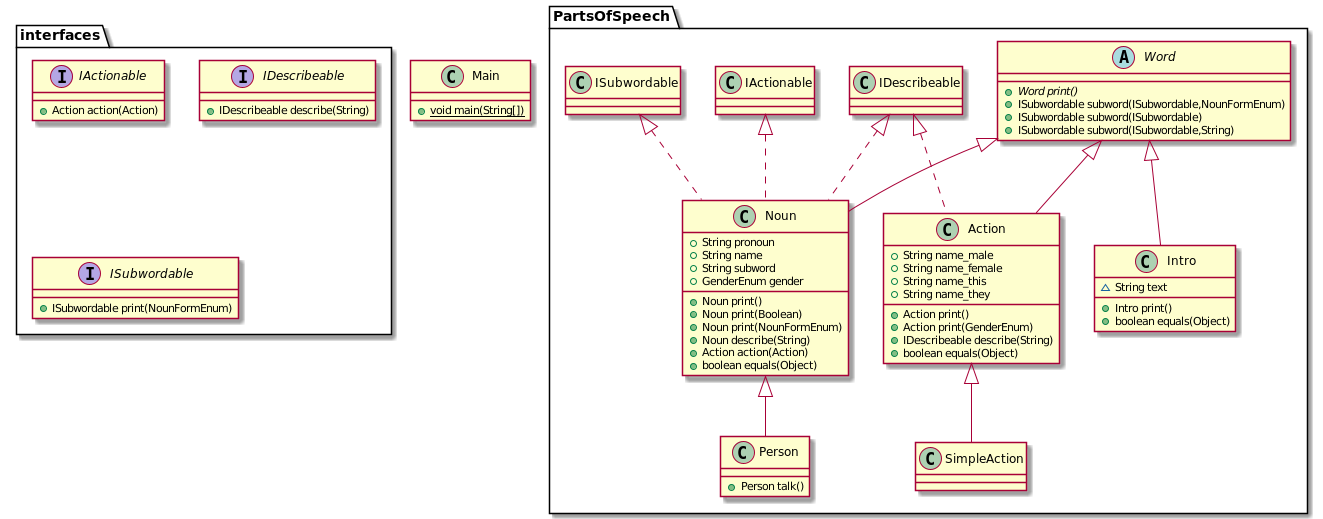 interfaces
I IActionable
Action action(Action)
I IDescribeable
IDescribeable describe(String)
I ISubwordable
ISubwordable print(NounFormEnum)
C Main
void main(String[])
PartsOfSpeech
C ISubwordable
C IActionable
C IDescribeable
A Word
Word print()
ISubwordable subword(ISubwordable,NounFormEnum)
ISubwordable subword(ISubwordable)
ISubwordable subword(ISubwordable,String)
C Noun
String pronoun
String name
String subword
GenderEnum gender
Noun print()
Noun print(Boolean)
Noun print(NounFormEnum)
Noun describe(String)
Action action(Action)
boolean equals(Object)
C Action
String name_male
String name_female
String name_this
String name_they
Action print()
Action print(GenderEnum)
IDescribeable describe(String)
boolean equals(Object)
C Intro
String text
Intro print()
boolean equals(Object)
C Person
Person talk()
C SimpleAction